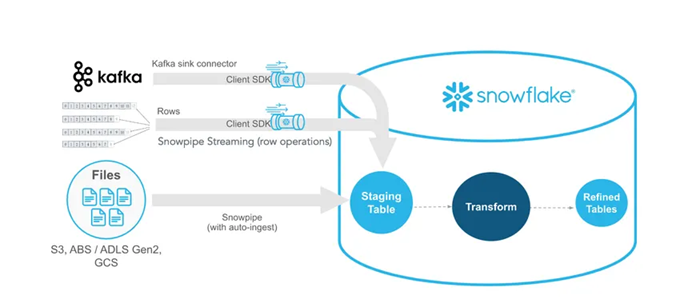 kafka
Kafka sink connector
Client SDK
Rows
Client SDK
Snowpipe Streaming (row operations)
Files
S3, ABS / ADLS Gen2,
GCS
Snowpipe
(with auto-ingest)
snowflake®
Staging
Table
Transform
Refined
Tables